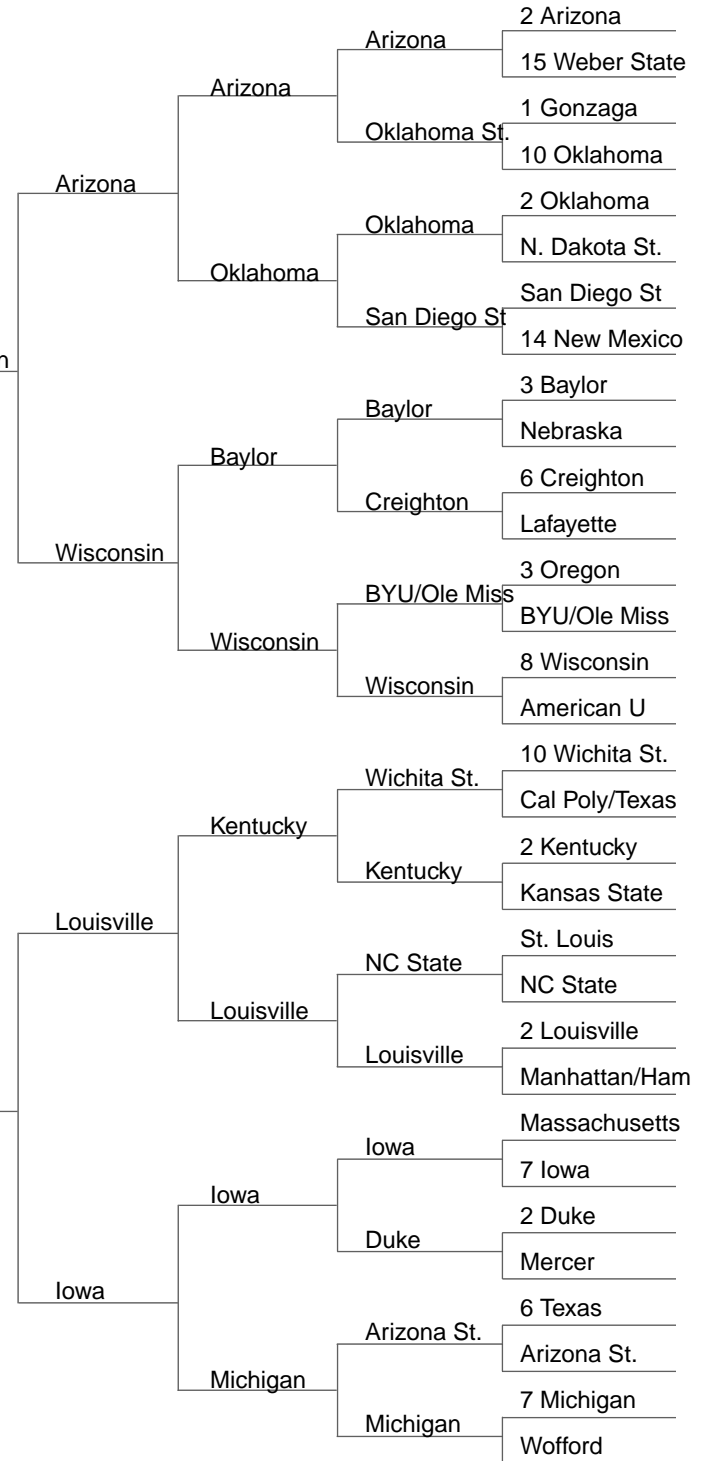 2 Arizona
Arizona
15 Weber State
Arizona
1 Gonzaga
Oklahoma St.
10 Oklahoma
Arizona
2 Oklahoma
Oklahoma
N. Dakota St.
Oklahoma
San Diego St
San Diego St
14 New Mexico
n
3 Baylor
Baylor
Nebraska
Baylor
6 Creighton
Creighton
Lafayette
Wisconsin
3 Oregon
BYU/Ole Miss
BYU/Ole Miss
Wisconsin
8 Wisconsin
Wisconsin
American U
10 Wichita St.
Wichita St.
Cal Poly/Texas
Kentucky
2 Kentucky
Kentucky
Kansas State
Louisville
St. Louis
NC State
NC State
Louisville
2 Louisville
Louisville
Manhattan/Ham
Massachusetts
Iowa
7 Iowa
Iowa
2 Duke
Duke
Mercer
Iowa
6 Texas
Arizona St.
Arizona St.
Michigan
7 Michigan
Michigan
Wofford